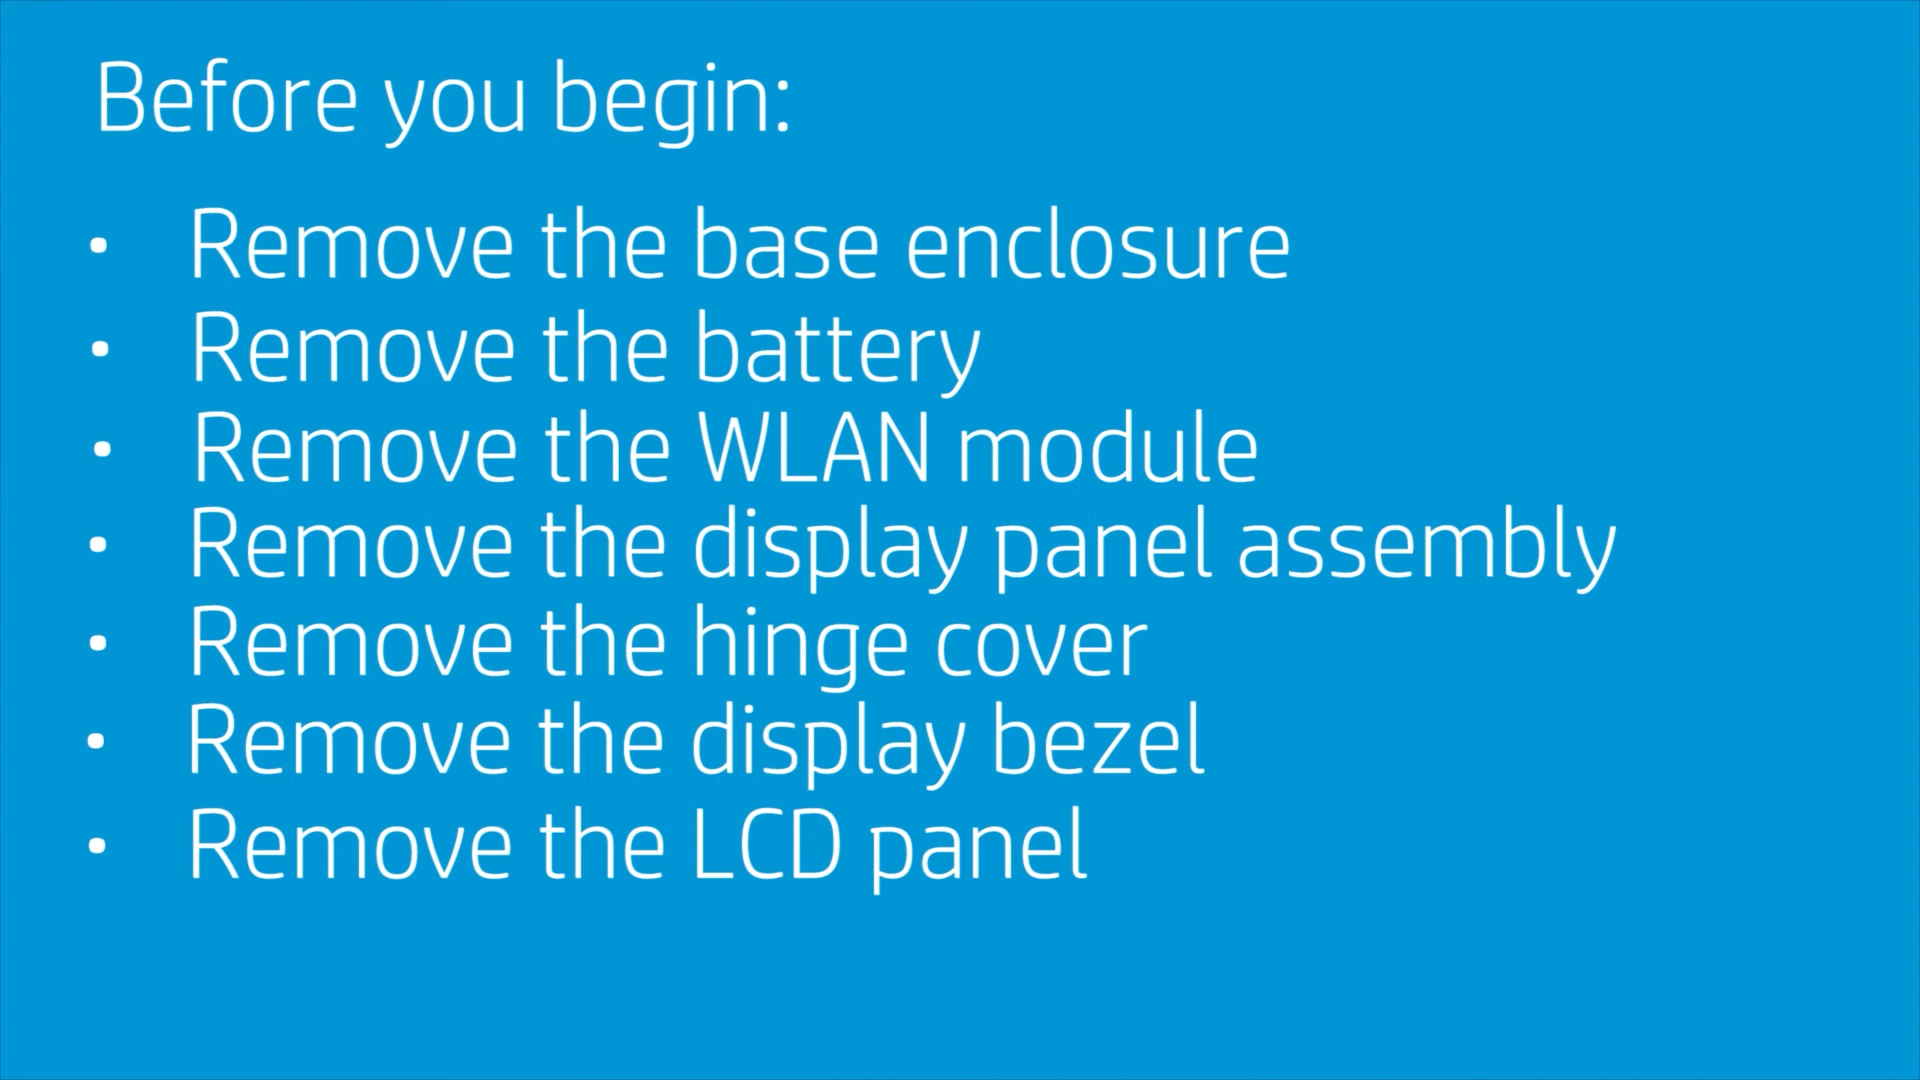 Before you begin:
• Remove the base enclosure
• Remove the battery
• Remove the WLAN module
• Remove the display panel assembly
• Remove the hinge cover
• Remove the display bezel
• Remove the LCD panel